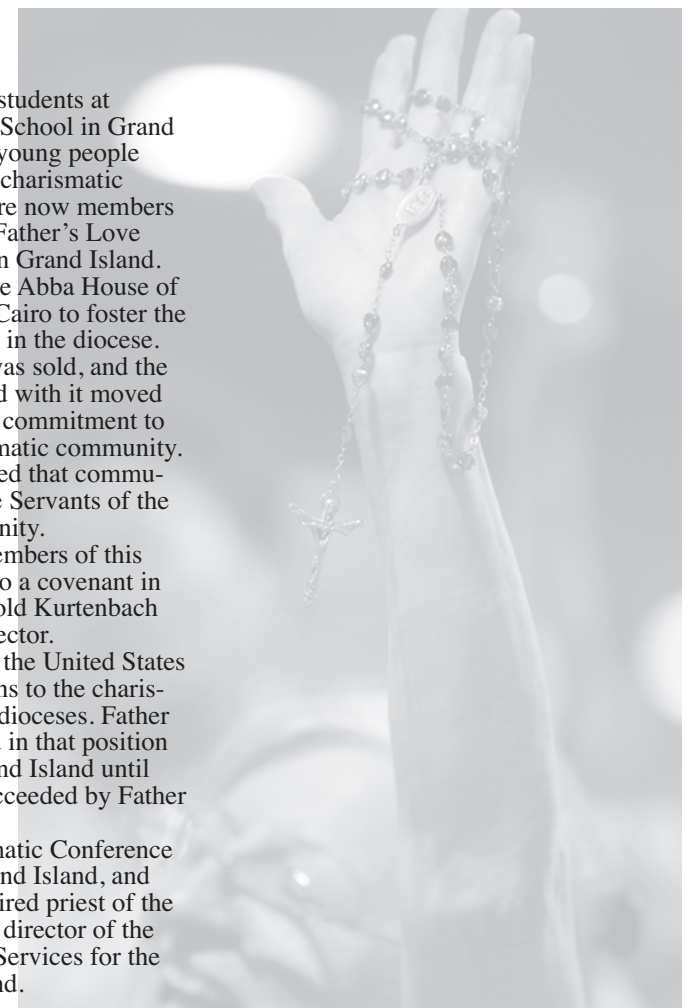 students at
School in Grand
young people
charismatic
re now members
Father’s Love
n Grand Island.
e Abba House of
Cairo to foster the
in the diocese.
vas sold, and the
d with it moved
commitment to
matic community.
ed that commu-
e Servants of the
nity.
embers of this
o a covenant in
old Kurtenbach
ector.
the United States
ns to the charis-
dioceses. Father
in that position
nd Island until
cceeded by Father
natic Conference
nd Island, and
ired priest of the
director of the
Services for the
nd.